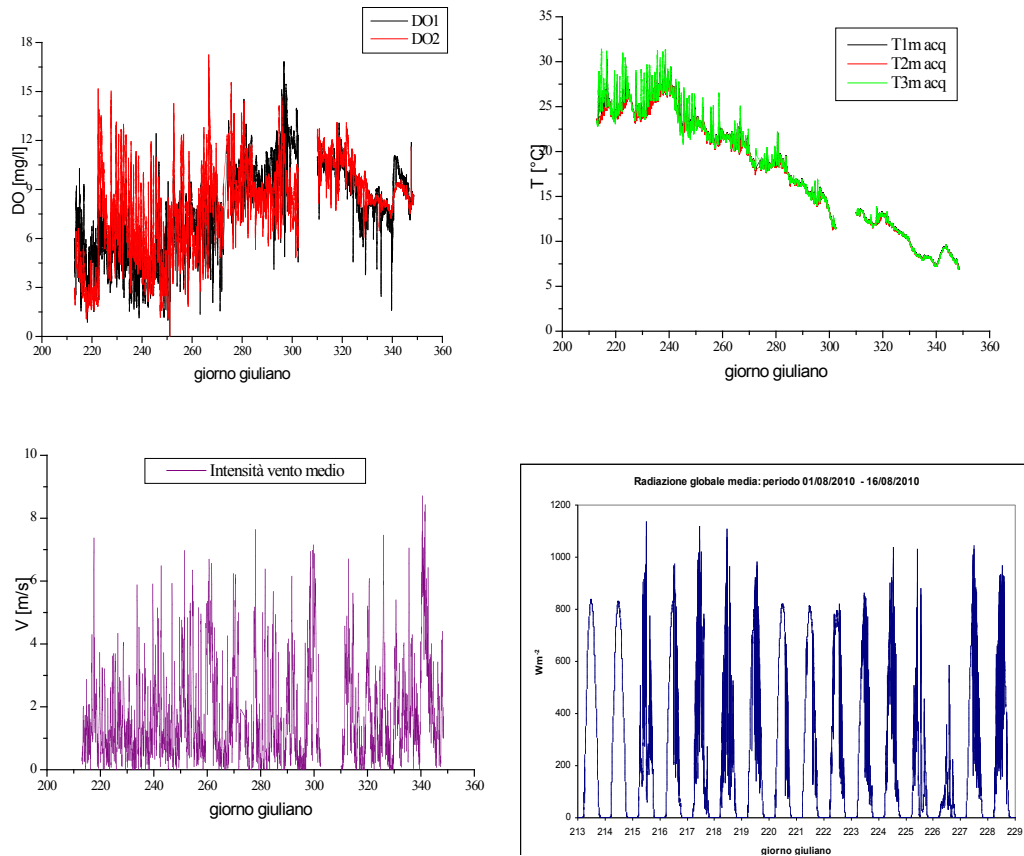 DO1
DO2
18
15
12
9
6
3
0
DO [mg/l]
200 220 240 260 280 300 320 340 360
giorno giuliano
T1m acq
T2m acq
T3m acq
35
30
25
20
15
10
5
0
T [°C]
200 220 240 260 280 300 320 340 360
giorno giuliano
Intensità vento medio
10
8
6
4
2
0
V [m/s]
200 220 240 260 280 300 320 340 360
giorno giuliano
Radiazione globale media: periodo 01/08/2010 - 16/08/2010
1200
1000
800
600
400
200
0
Wm-2
213 214 215 216 217 218 219 220 221 222 223 224 225 226 227 228 229
giorno giuliano